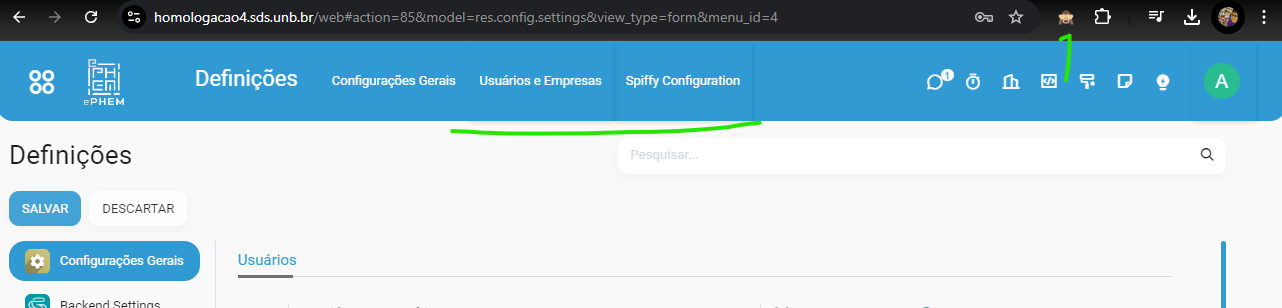 homologacao4.sds.unb.br/web#action=85&model=res.config.settings&view_type=form&menu_id=4
ePHEM
Definições Configurações Gerais Usuários e Empresas Spiffy Configuration 1 A
Definições
Pesquisar...
SALVAR DESCARTAR
Configurações Gerais
Usuários
Backend Settings